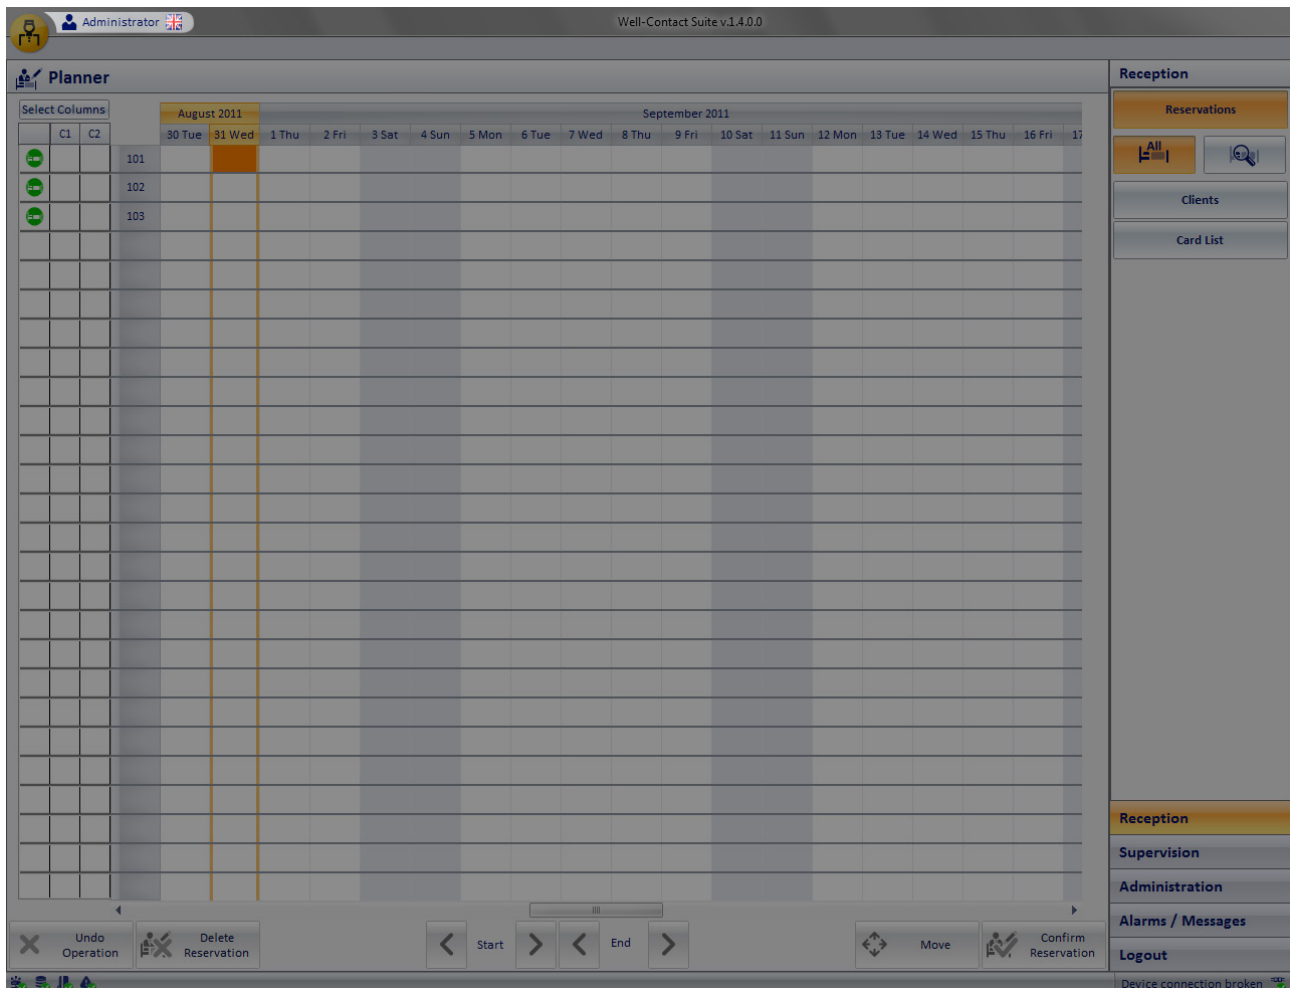 Administrator
Well-Contact Suite v.1.4.0.0
Planner
Reception
Select Columns
August 2011
September 2011
Reservations
C1 C2
30 Tue 31 Wed 1 Thu 2 Fri 3 Sat 4 Sun 5 Mon 6 Tue 7 Wed 8 Thu 9 Fri 10 Sat 11 Sun 12 Mon 13 Tue 14 Wed 15 Thu 16 Fri 17
All
101
102
103
Clients
Card List
Reception
Supervision
Administration
Alarms / Messages
Logout
Undo
Operation
Delete
Reservation
Start
End
Move
Confirm
Reservation
Device connection broken